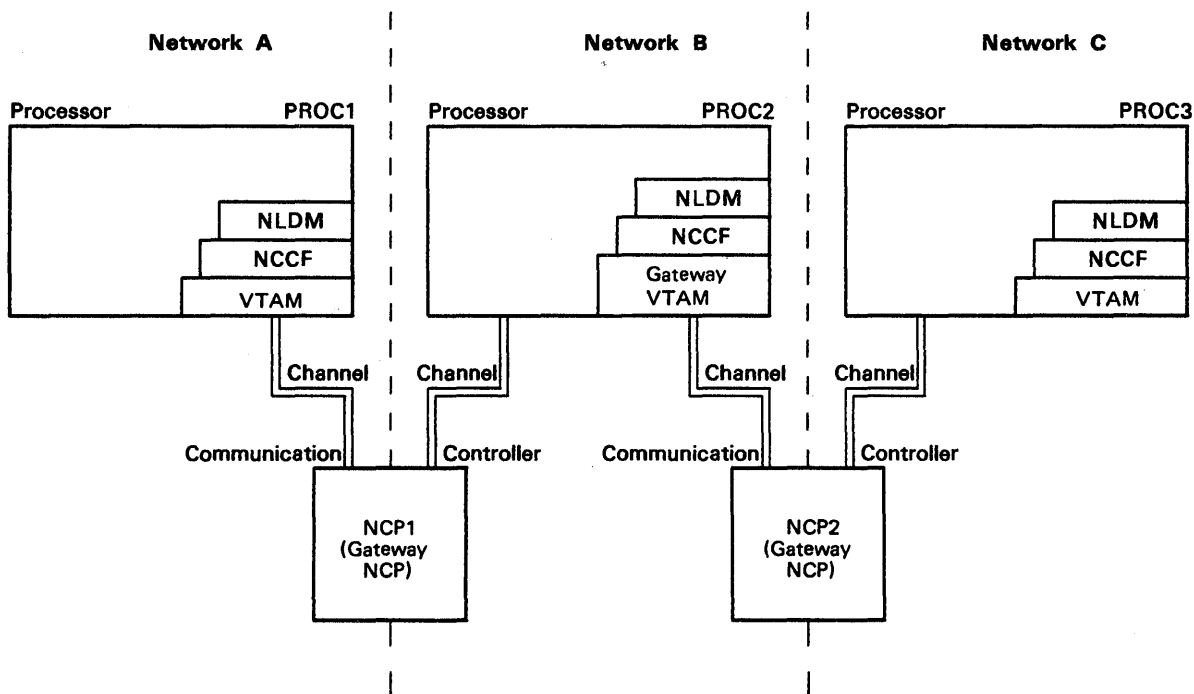 Network A
Network B
Network C
Processor PROC1
Processor PROC2
Processor PROC3
NLDM
NCCF
VTAM
NLDM
NCCF
Gateway
VTAM
NLDM
NCCF
VTAM
Channel
Channel
Channel
Channel
Communication
Controller
Communication
Controller
NCP1
(Gateway
NCP)
NCP2
(Gateway
NCP)